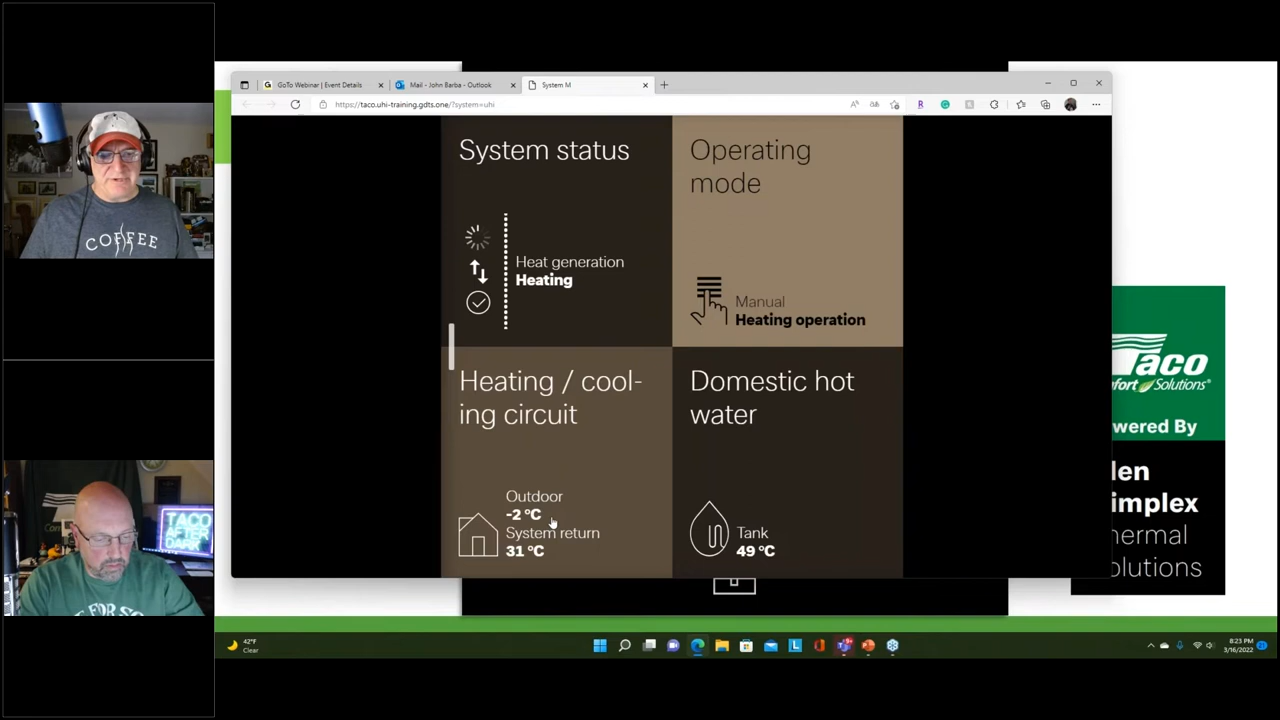 COFFEE
TACO
AFTER
DARK
GoTo Webinar | Event Details
Mail - John Barba - Outlook
System M
https://taco.uhi-training.gdts.one/?system=uhi
System status
Heat generation
Heating
Operating
mode
Manual
Heating operation
Heating / cool-
ing circuit
Outdoor
-2 °C
System return
31 °C
Domestic hot
water
Tank
49 °C
Taco
mfort Solutions®
wered By
len
implex
hermal
olutions
42°F
Clear
8:23 PM
3/16/2022